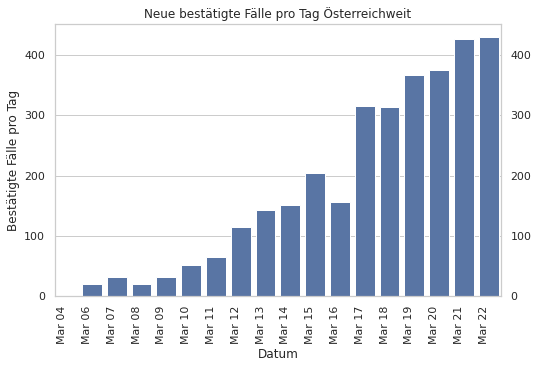 Neue bestätigte Fälle pro Tag Österreichweit
Bestätigte Fälle pro Tag
400
300
200
100
0
400
300
200
100
0
Mar 04
Mar 06
Mar 07
Mar 08
Mar 09
Mar 10
Mar 11
Mar 12
Mar 13
Mar 14
Mar 15
Mar 16
Mar 17
Mar 18
Mar 19
Mar 20
Mar 21
Mar 22
Datum